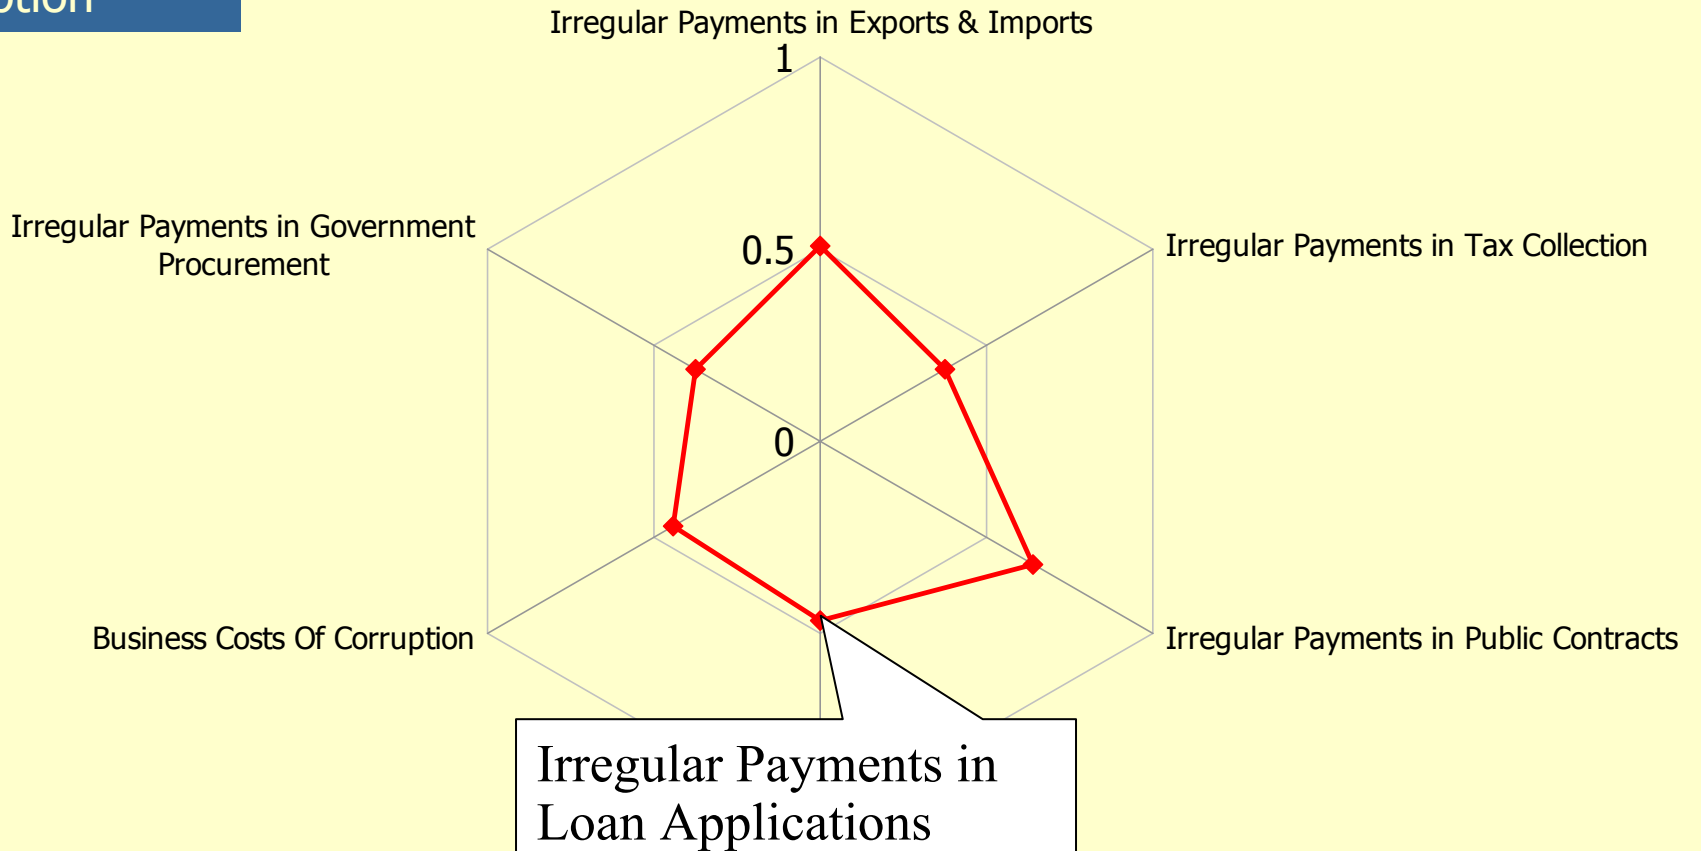 Irregular Payments in Exports & Imports
1
Irregular Payments in Government
Procurement
0.5
Irregular Payments in Tax Collection
0
Business Costs Of Corruption
Irregular Payments in Public Contracts
Irregular Payments in
Loan Applications